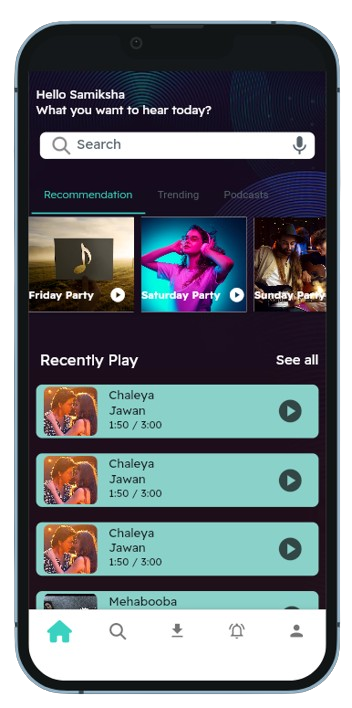 Hello Samiksha
What you want to hear today?
Search
Recommendation Trending Podcasts
Friday Party Saturday Party Sunday Party
Recently Play See all
Chaleya
Jawan
1:50 / 3:00
Chaleya
Jawan
1:50 / 3:00
Chaleya
Jawan
1:50 / 3:00
Mehabooba